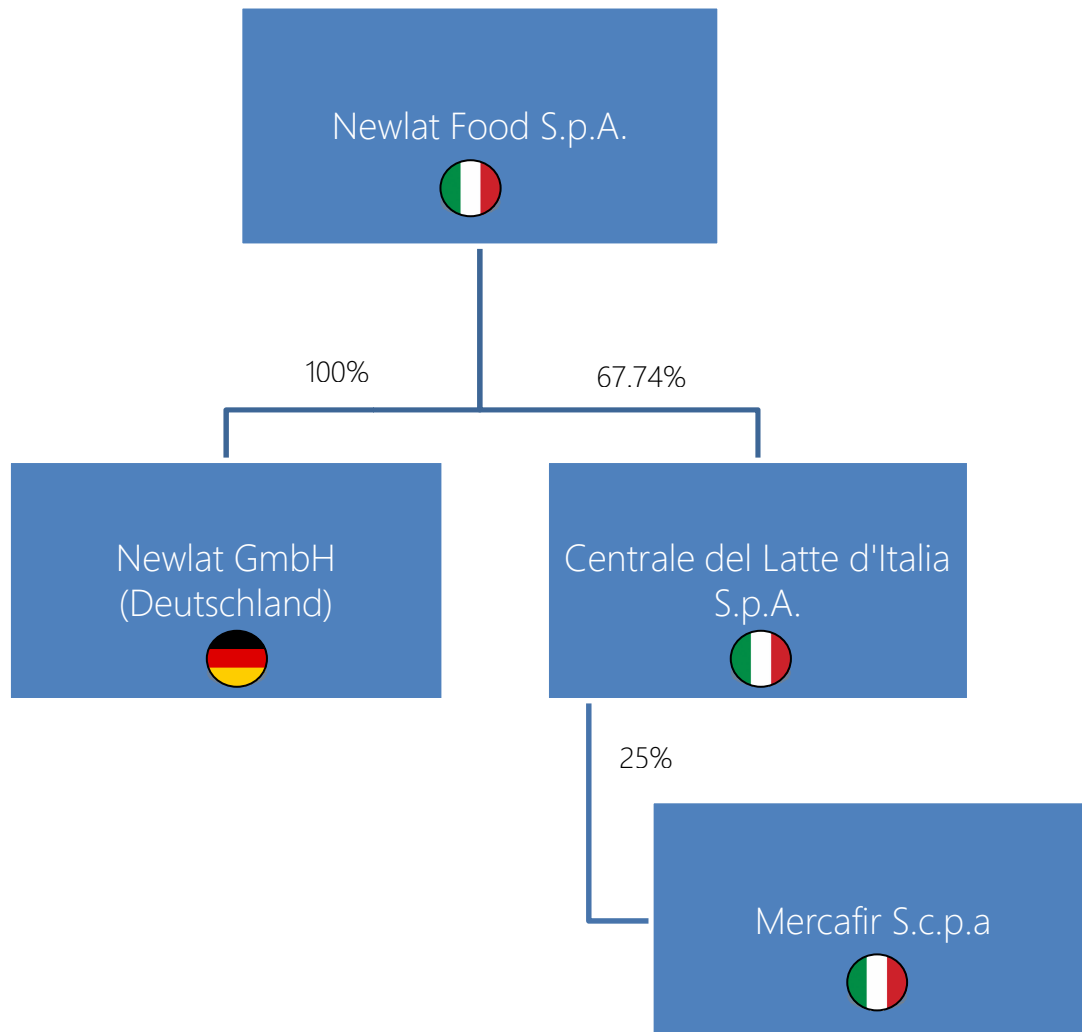 Newlat Food S.p.A.
100%
67.74%
Newlat GmbH
(Deutschland)
Centrale del Latte d'Italia
S.p.A.
25%
Mercafir S.c.p.a